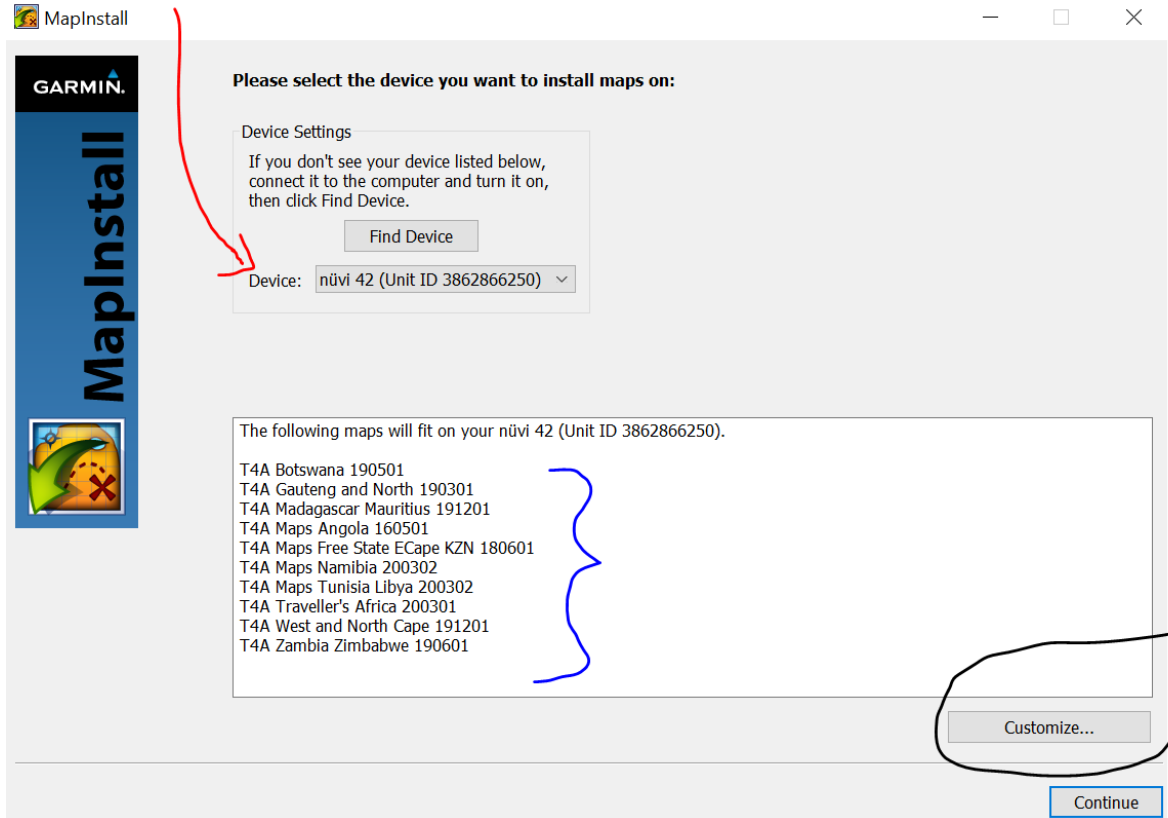 MapInstall
GARMIN.
MapInstall
Please select the device you want to install maps on:
Device Settings
If you don't see your device listed below,
connect it to the computer and turn it on,
then click Find Device.
Find Device
Device: nüvi 42 (Unit ID 3862866250)
The following maps will fit on your nüvi 42 (Unit ID 3862866250).
T4A Botswana 190501
T4A Gauteng and North 190301
T4A Madagascar Mauritius 191201
T4A Maps Angola 160501
T4A Maps Free State ECape KZN 180601
T4A Maps Namibia 200302
T4A Maps Tunisia Libya 200302
T4A Traveller's Africa 200301
T4A West and North Cape 191201
T4A Zambia Zimbabwe 190601
Customize...
Continue